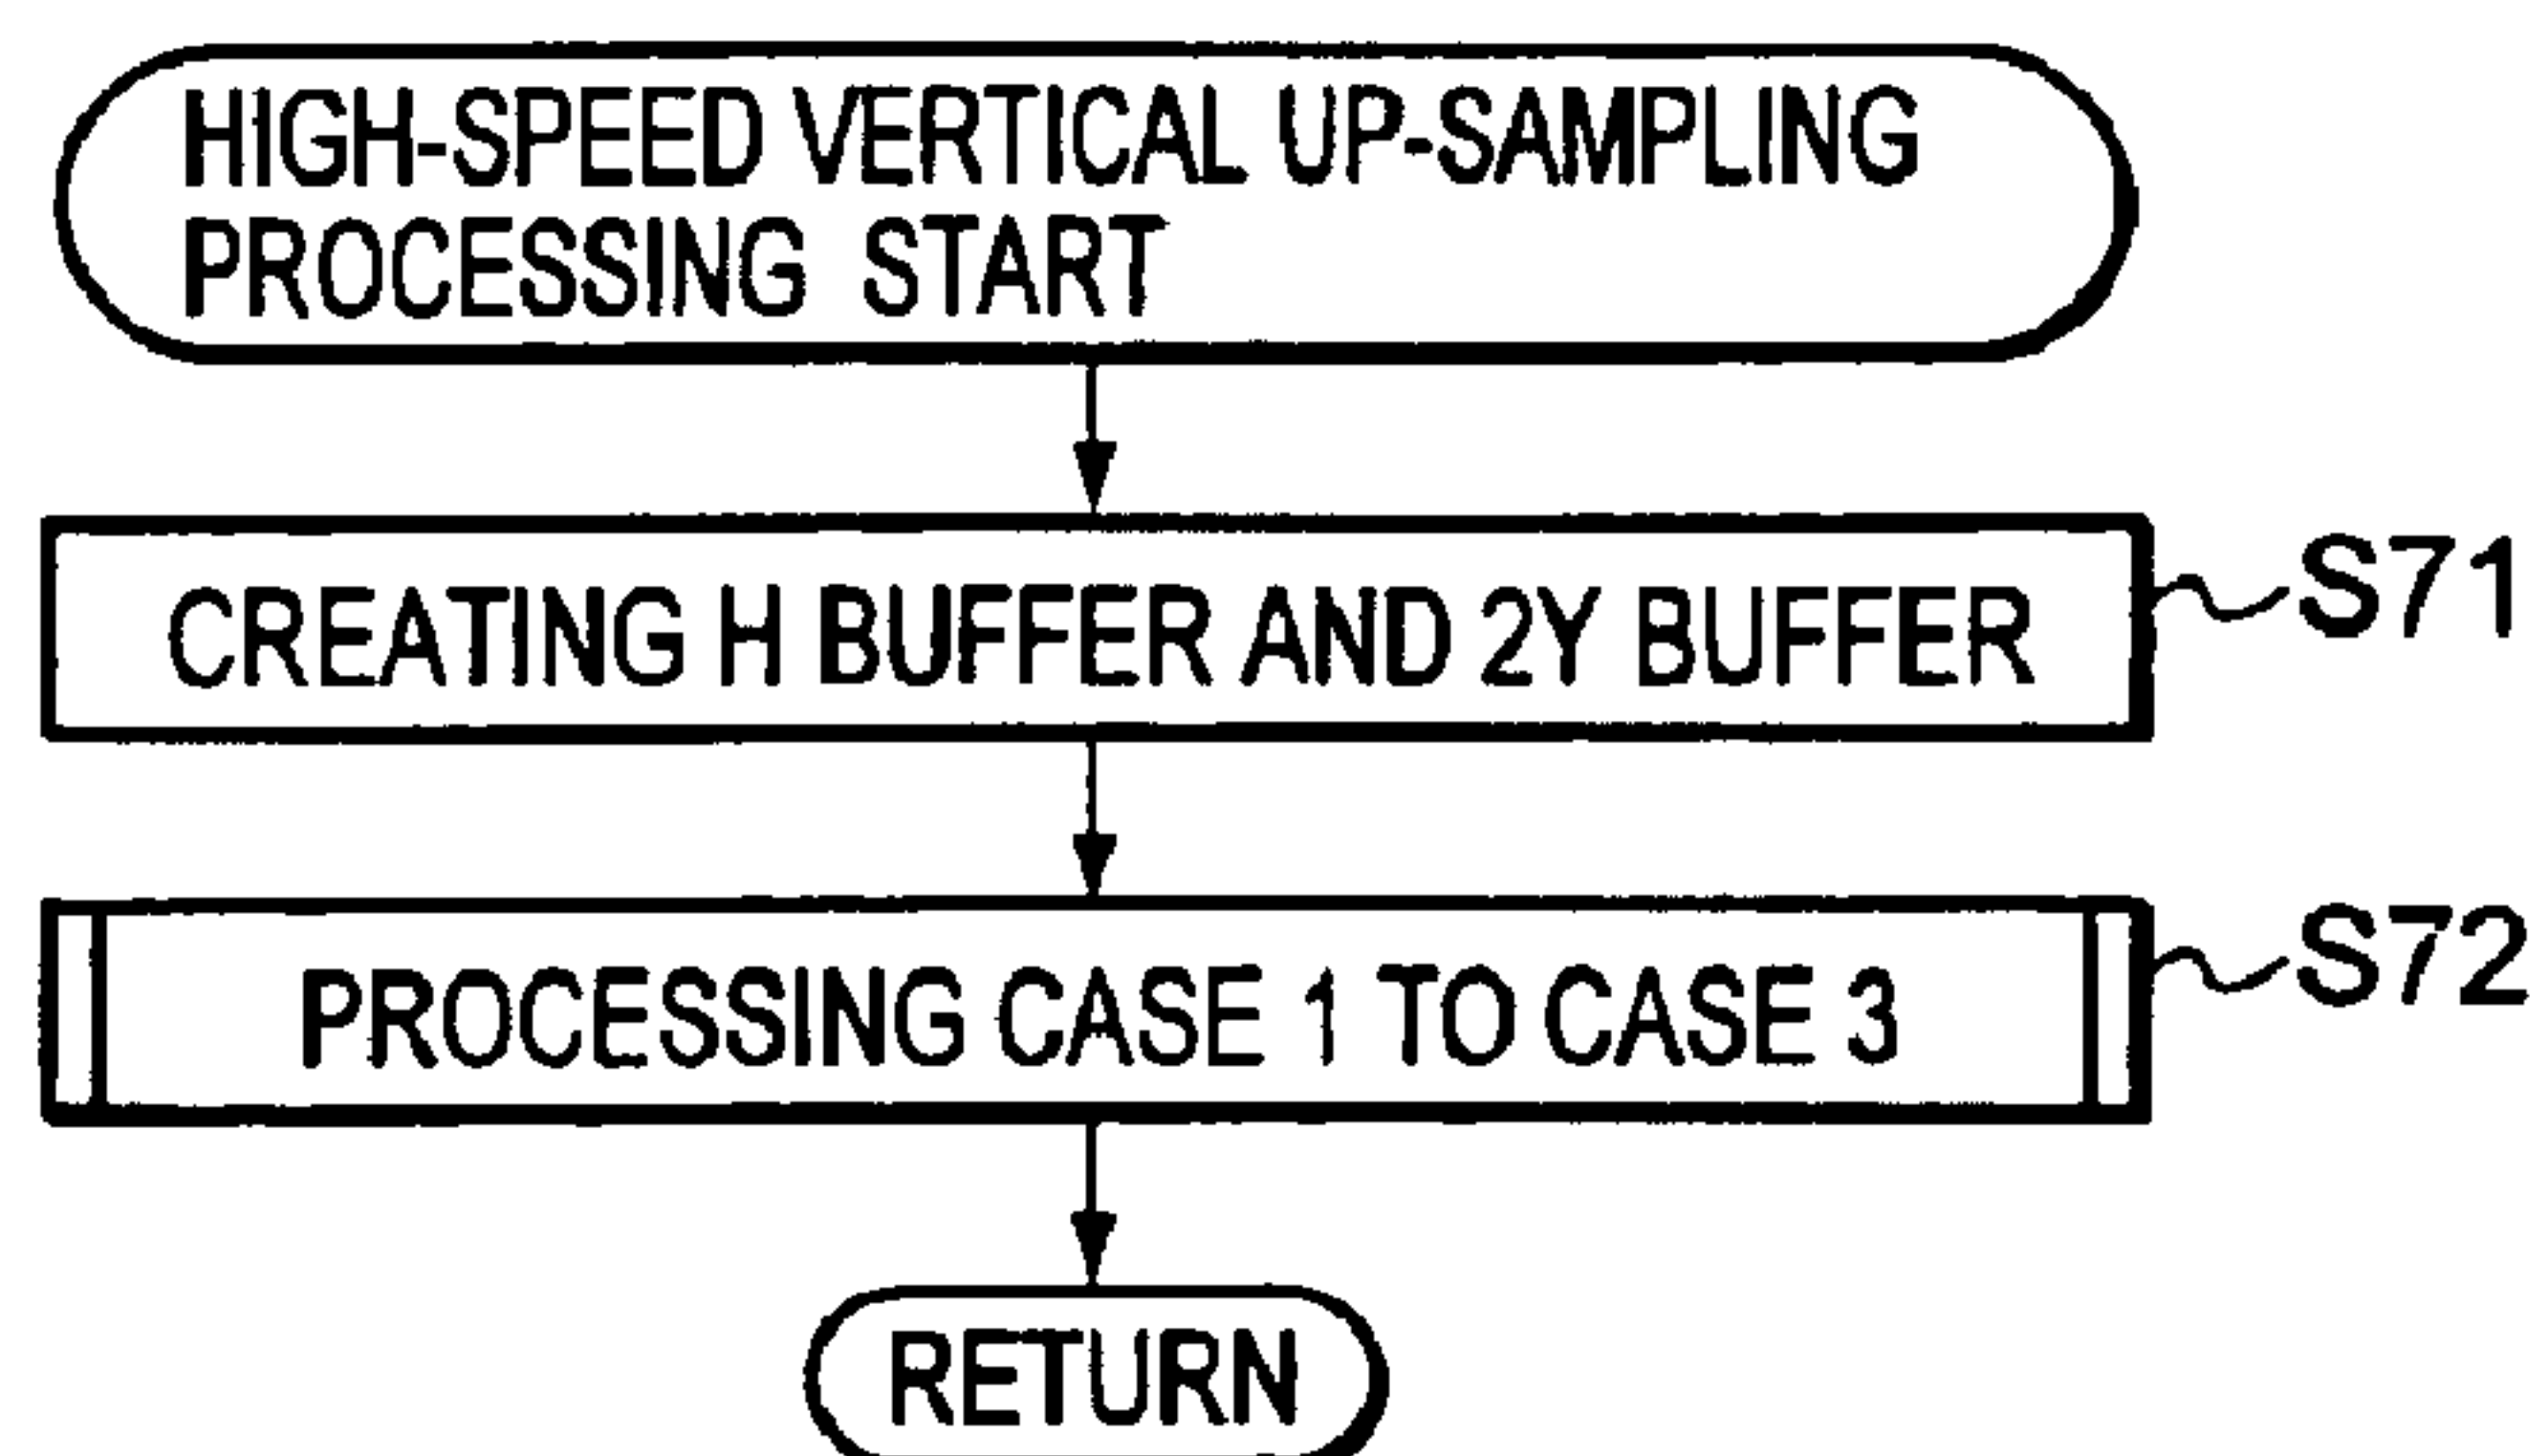 HIGH-SPEED VERTICAL UP-SAMPLING
PROCESSING START
CREATING H BUFFER AND 2Y BUFFER
S71
PROCESSING CASE 1 TO CASE 3
S72
RETURN